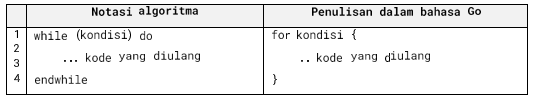 Notasi algoritma Penulisan dalam bahasa Go
1 while (kondisi) do for kondisi {
2
3 ... kode yang diulang .. kode yang diulang
4 endwhile }